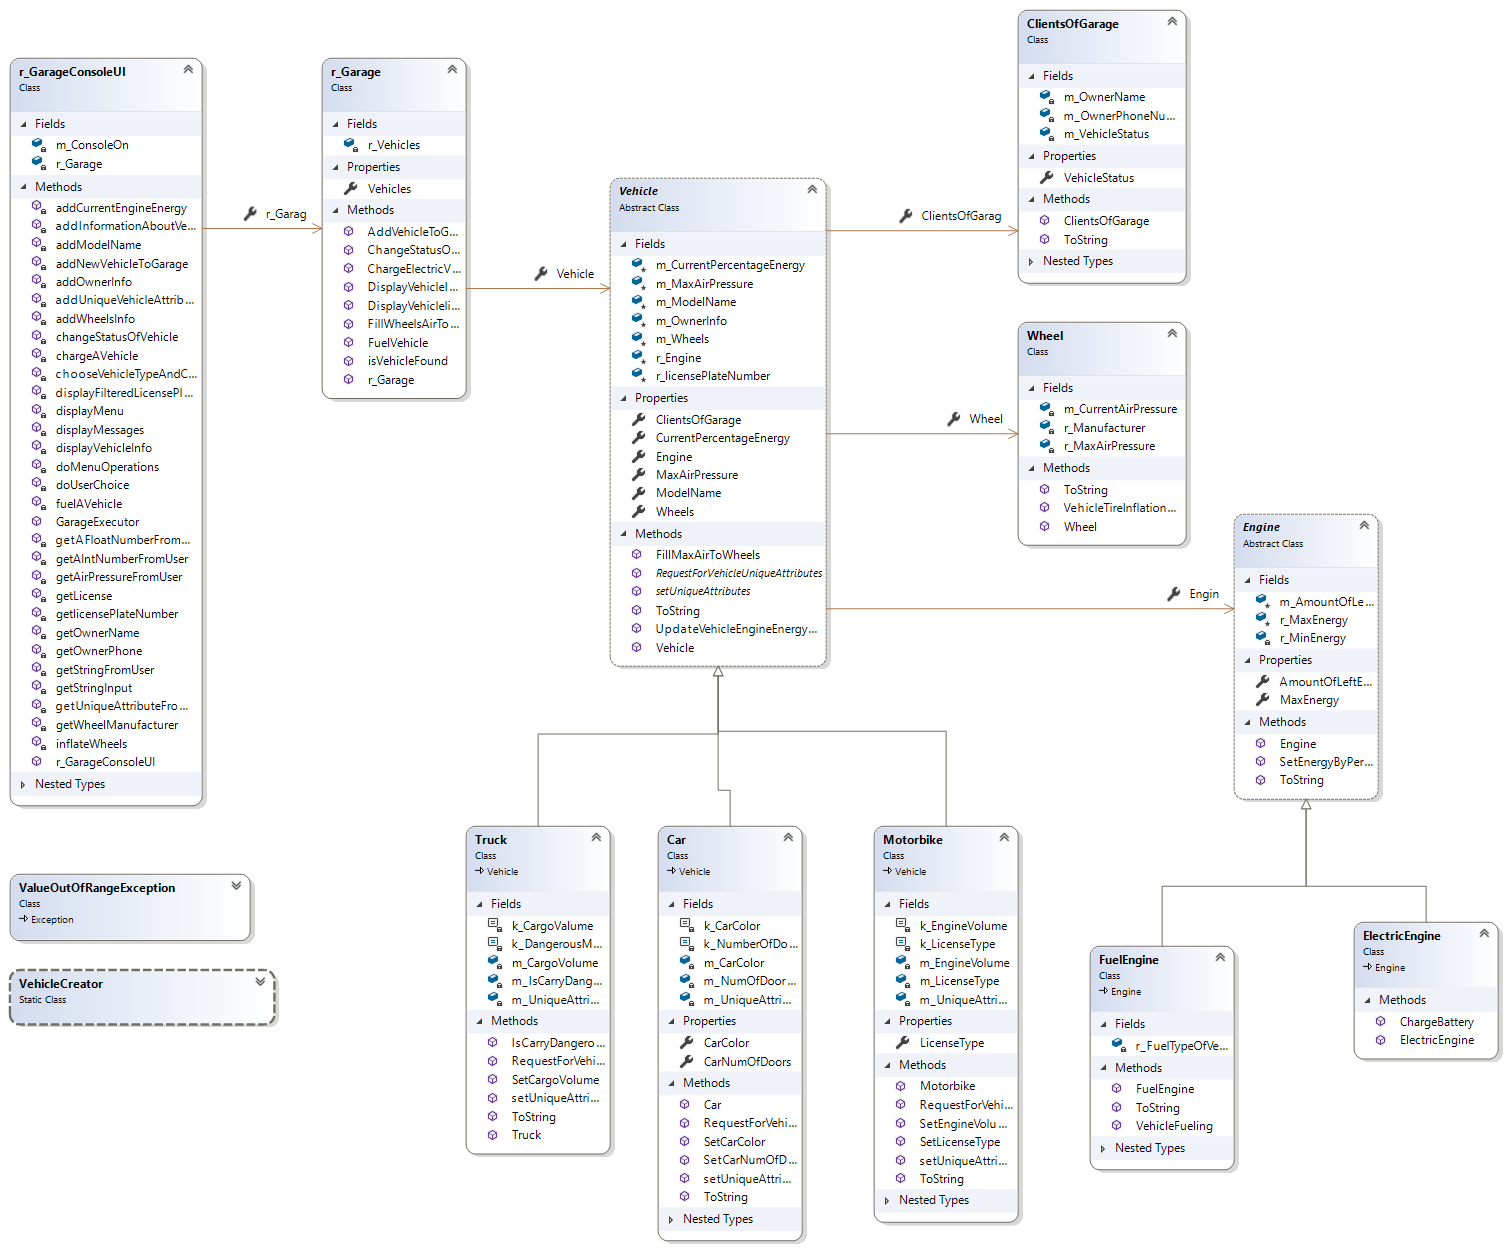 r_GarageConsoleUI
Class
Fields
m_ConsoleOn
r_Garage
Methods
addCurrentEngineEnergy
addInformationAboutVe...
addModelName
addNewVehicleToGarage
addOwnerInfo
addUniqueVehicleAttrib...
addWheelsInfo
changeStatusOfVehicle
chargeAVehicle
chooseVehicleTypeAndC...
displayFilteredLicensePl...
displayMenu
displayMessages
displayVehicleInfo
doMenuOperations
doUserChoice
fuelAVehicle
GarageExecutor
getAFloatNumberFrom...
getAIntNumberFromUser
getAirPressureFromUser
getLicense
getlicensePlateNumber
getOwnerName
getOwnerPhone
getStringFromUser
getStringInput
getUniqueAttributeFro...
getWheelManufacturer
inflateWheels
r_GarageConsoleUI
Nested Types
r_Garag
r_Garage
Class
Fields
r_Vehicles
Properties
Vehicles
Methods
AddVehicleToG...
ChangeStatusO...
ChargeElectricV...
DisplayVehicleI...
DisplayVehicleli...
FillWheelsAirTo...
FuelVehicle
isVehicleFound
r_Garage
Vehicle
Vehicle
Abstract Class
Fields
m_CurrentPercentageEnergy
m_MaxAirPressure
m_ModelName
m_OwnerInfo
m_Wheels
r_Engine
r_licensePlateNumber
Properties
ClientsOfGarage
CurrentPercentageEnergy
Engine
MaxAirPressure
ModelName
Wheels
Methods
FillMaxAirToWheels
RequestForVehicleUniqueAttributes
setUniqueAttributes
ToString
UpdateVehicleEngineEnergy...
Vehicle
ClientsOfGarag
ClientsOfGarage
Class
Fields
m_OwnerName
m_OwnerPhoneNu...
m_VehicleStatus
Properties
VehicleStatus
Methods
ClientsOfGarage
ToString
Nested Types
Wheel
Wheel
Class
Fields
m_CurrentAirPressure
r_Manufacturer
r_MaxAirPressure
Methods
ToString
VehicleTireInflation...
Wheel
Engin
Engine
Abstract Class
Fields
m_AmountOfLe...
r_MaxEnergy
r_MinEnergy
Properties
AmountOfLeftE...
MaxEnergy
Methods
Engine
SetEnergyByPer...
ToString
ValueOutOfRangeException
Class
Exception
VehicleCreator
Static Class
Truck
Class
Vehicle
Fields
k_CargoValume
k_DangerousM...
m_CargoVolume
m_IsCarryDang...
m_UniqueAttri...
Methods
IsCarryDangero...
RequestForVehi...
SetCargoVolume
setUniqueAttri...
ToString
Truck
Car
Class
Vehicle
Fields
k_CarColor
k_NumberOfDo...
m_CarColor
m_NumOfDoor...
m_UniqueAttri...
Properties
CarColor
CarNumOfDoors
Methods
Car
RequestForVehi...
SetCarColor
SetCarNumOfD...
setUniqueAttri...
ToString
Nested Types
Motorbike
Class
Vehicle
Fields
k_EngineVolume
k_LicenseType
m_EngineVolume
m_LicenseType
m_UniqueAttri...
Properties
LicenseType
Methods
Motorbike
RequestForVehi...
SetEngineVolu...
SetLicenseType
setUniqueAttri...
ToString
Nested Types
FuelEngine
Class
Engine
Fields
r_FuelTypeOfVe...
Methods
FuelEngine
ToString
VehicleFueling
Nested Types
ElectricEngine
Class
Engine
Methods
ChargeBattery
ElectricEngine